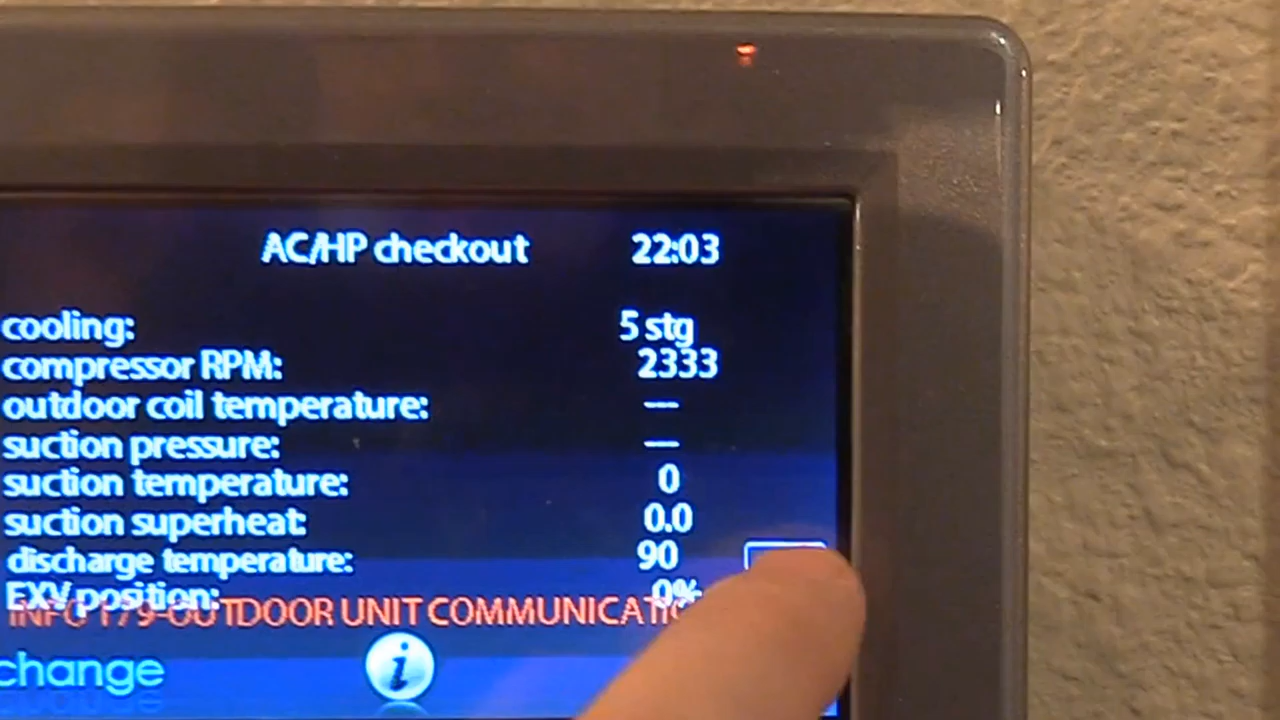 AC/HP checkout 22:03
cooling: 5 stg
compressor RPM: 2333
outdoor coil temperature: —
suction pressure: —
suction temperature: 0
suction superheat: 0.0
discharge temperature: 90
EXV position: 0%
INFO 179-OUTDOOR UNIT
change
i